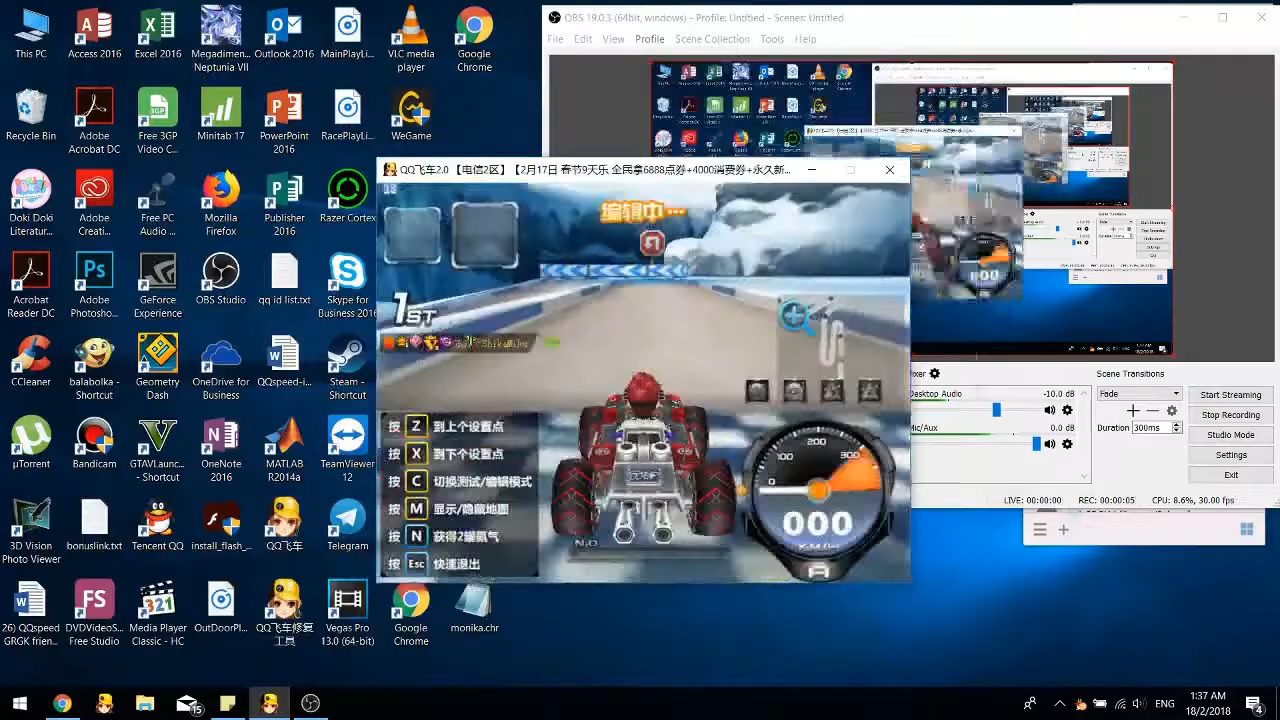 This PC
Access 2016
Excel 2016
Megadimen... Neptunia VII
Outlook 2016
MainPlayLi...
VLC media player
Google Chrome
Recycle Bin
Adobe Acrob...
Free 3GP Video C...
Minitab 17
PowerPoint 2016
RacePlayLi...
WeGame
Doki Doki Literatur...
Adobe Creati...
Free PC Audio ...
Mozilla Firefox
Publisher 2016
Razer Cortex
Acrobat Reader DC
Adobe Photo...
GeForce Experience
OBS Studio
qq id list.txt
Skype for Business 2016
CCleaner
balabolka - Shortcut
Geometry Dash
OneDrive Business
QQspeed-i...
Steam - Shortcut
µTorrent
Bandicam
GTAVLaunc... - Shortcut
OneNote 2016
MATLAB R2014a
TeamViewer 12
3D Vision Photo Viewer
bonuslink.txt
Tencent QQ
install_flash_...
QQ飞车
Telegram
26) QQspeed GRGK frien...
DVDVideoS... Free Studio
Media Player Classic - HC
OutDoorPl...
QQ飞车修复工具
Vegas Pro 13.0 (64-bit)
Google Chrome
monika.chr
OBS 19.0.3 (64bit, windows) - Profile: Untitled - Scenes: Untitled
File Edit View Profile Scene Collection Tools Help
QQ飞车2.0 【电信2区】 【2月17日 春节9天乐 全民拿6888点券+4000消费券+永久新...
编辑中...
1ST
ShikaMiku
按 Z 到上个设置点
按 X 到下个设置点
按 C 切换测试/编辑模式
按 M 显示/隐藏地图
按 N 获得2罐氮气
按 Esc 快速退出
N2O
0 100 200 300
000
KM/H
Mixer
Desktop Audio -10.0 dB
Mic/Aux 0.0 dB
Scene Transitions
Fade
Duration 300ms
Start Streaming
Stop Recording
Studio Mode
Settings
Exit
LIVE: 00:00:00 REC: 00:00:05 CPU: 8.6%, 30.00 fps
15
ENG
1:37 AM
18/2/2018
4